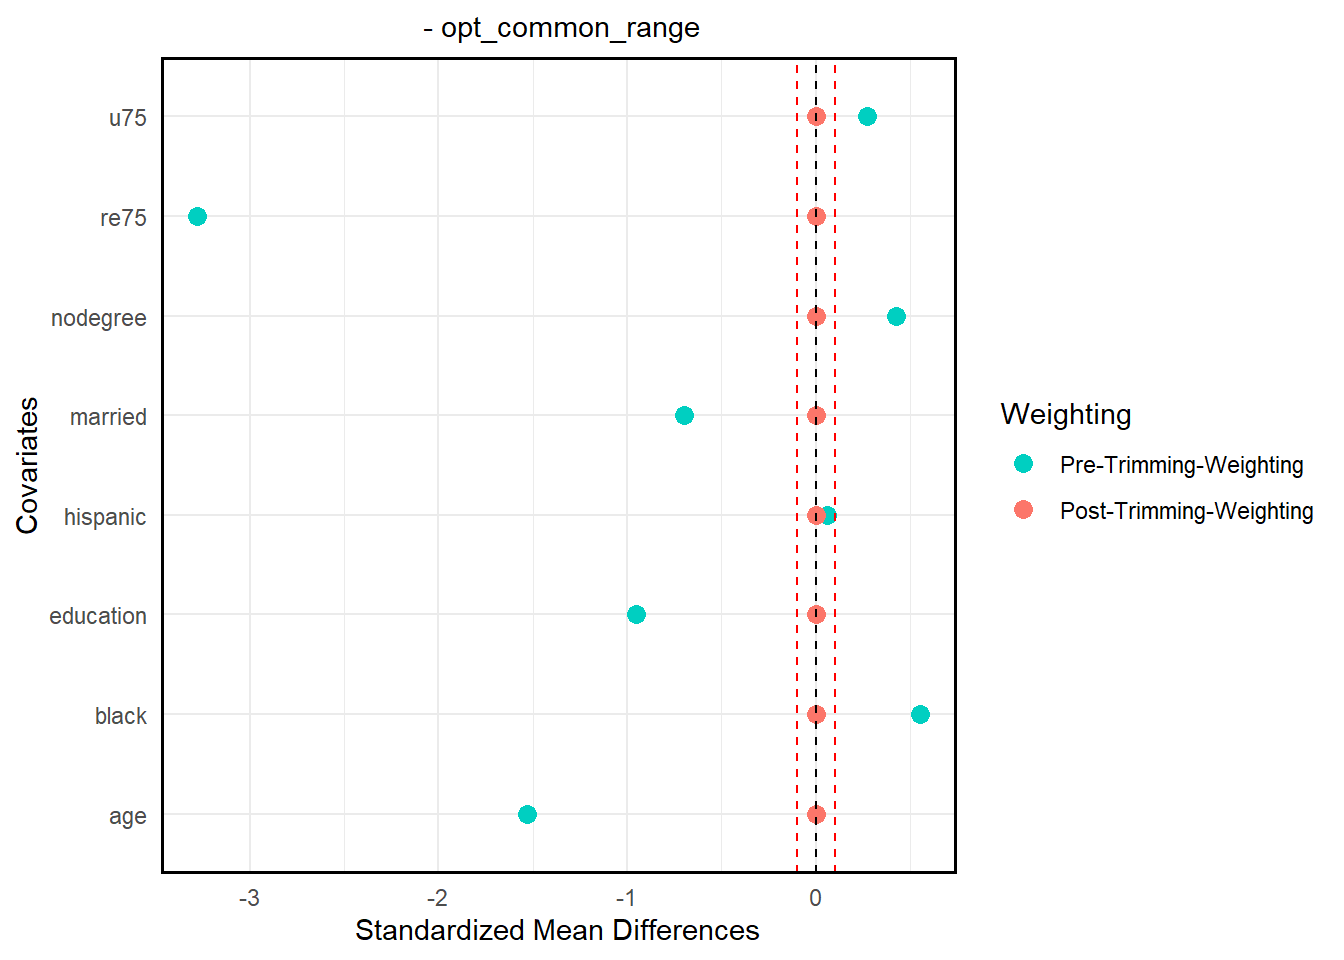 - opt_common_range
u75
re75
nodegree
married
hispanic
education
black
age
Covariates
-3
-2
-1
0
Standardized Mean Differences
Weighting
Pre-Trimming-Weighting
Post-Trimming-Weighting